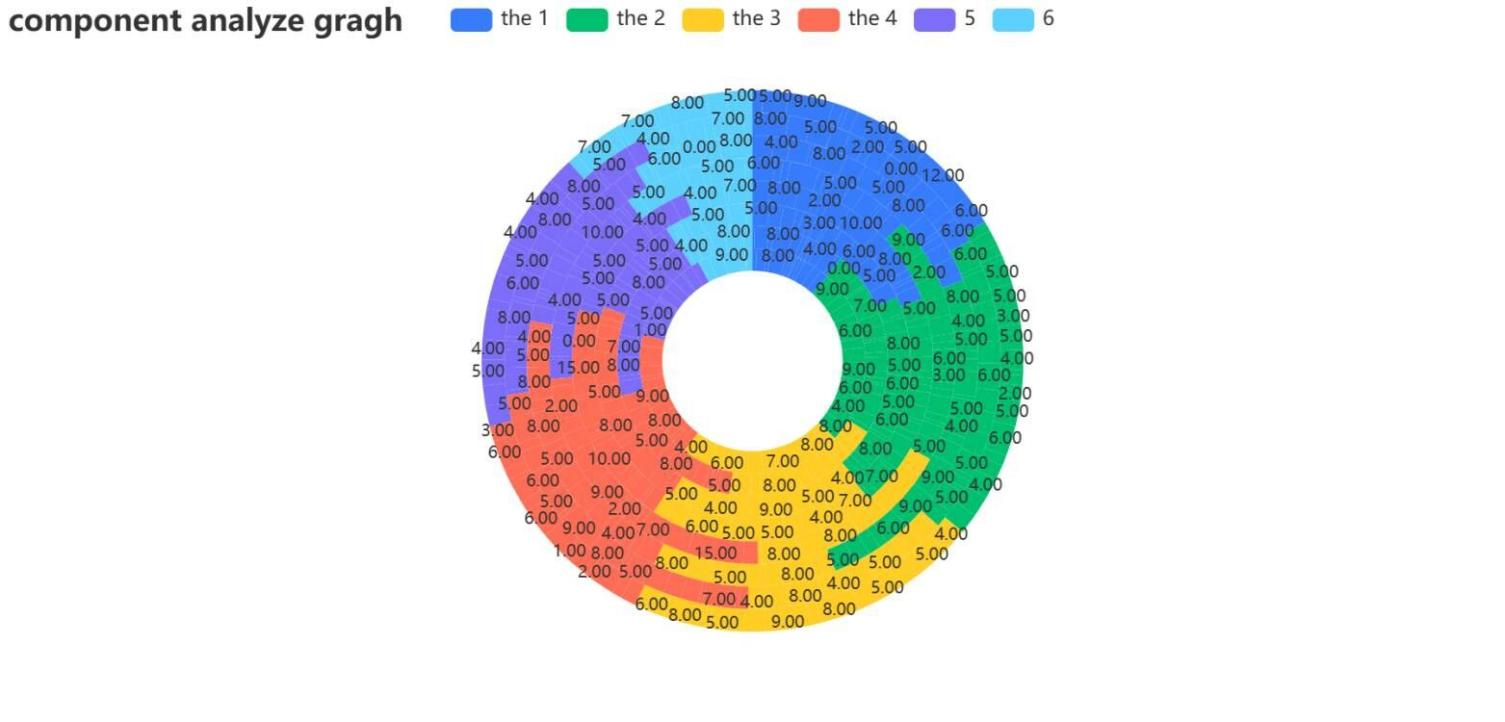 component analyze gragh
the 1 the 2 the 3 the 4 5 6
5.00 5.00 9.00
8.00
7.00 8.00 5.00 5.00
7.00
4.00 0.00 8.00 4.00 8.00 2.00 5.00
7.00
5.00 6.00 5.00 6.00 0.00 12.00
8.00 5.00 4.00 7.00 8.00 5.00 5.00
4.00 5.00 5.00 5.00 2.00 8.00 6.00
8.00 4.00 3.00 10.00
4.00 10.00 8.00 8.00 6.00
5.00 4.00 9.00 8.00 4.00 6.00 9.00 6.00
5.00 5.00 5.00 0.00 8.00 2.00 5.00
6.00 5.00 8.00 9.00 5.00
4.00 5.00 7.00 5.00 8.00 5.00
8.00 5.00 5.00 4.00 3.00
4.00 1.00 6.00 5.00 5.00
4.00 0.00 7.00 8.00
5.00 6.00 4.00
5.00 15.00 8.00 9.00 5.00 3.00 6.00
8.00 5.00 9.00 6.00 6.00 2.00
5.00 2.00 4.00 5.00 5.00 5.00
3.00 8.00 8.00 8.00 8.00 6.00 4.00 6.00
6.00 5.00 4.00 8.00 8.00 5.00
5.00 10.00 8.00 6.00 7.00 5.00
6.00 5.00 8.00 4.00 7.00 9.00 4.00
5.00 9.00 5.00 5.00 7.00 5.00
6.00 2.00 4.00 9.00 4.00 9.00
9.00 4.00 7.00 6.00 5.00 5.00 8.00 6.00 4.00
1.00 8.00 15.00 8.00 5.00
2.00 5.00 8.00 5.00 8.00 5.00 5.00
6.00 7.00 4.00 8.00 4.00 5.00
8.00 5.00 9.00 8.00